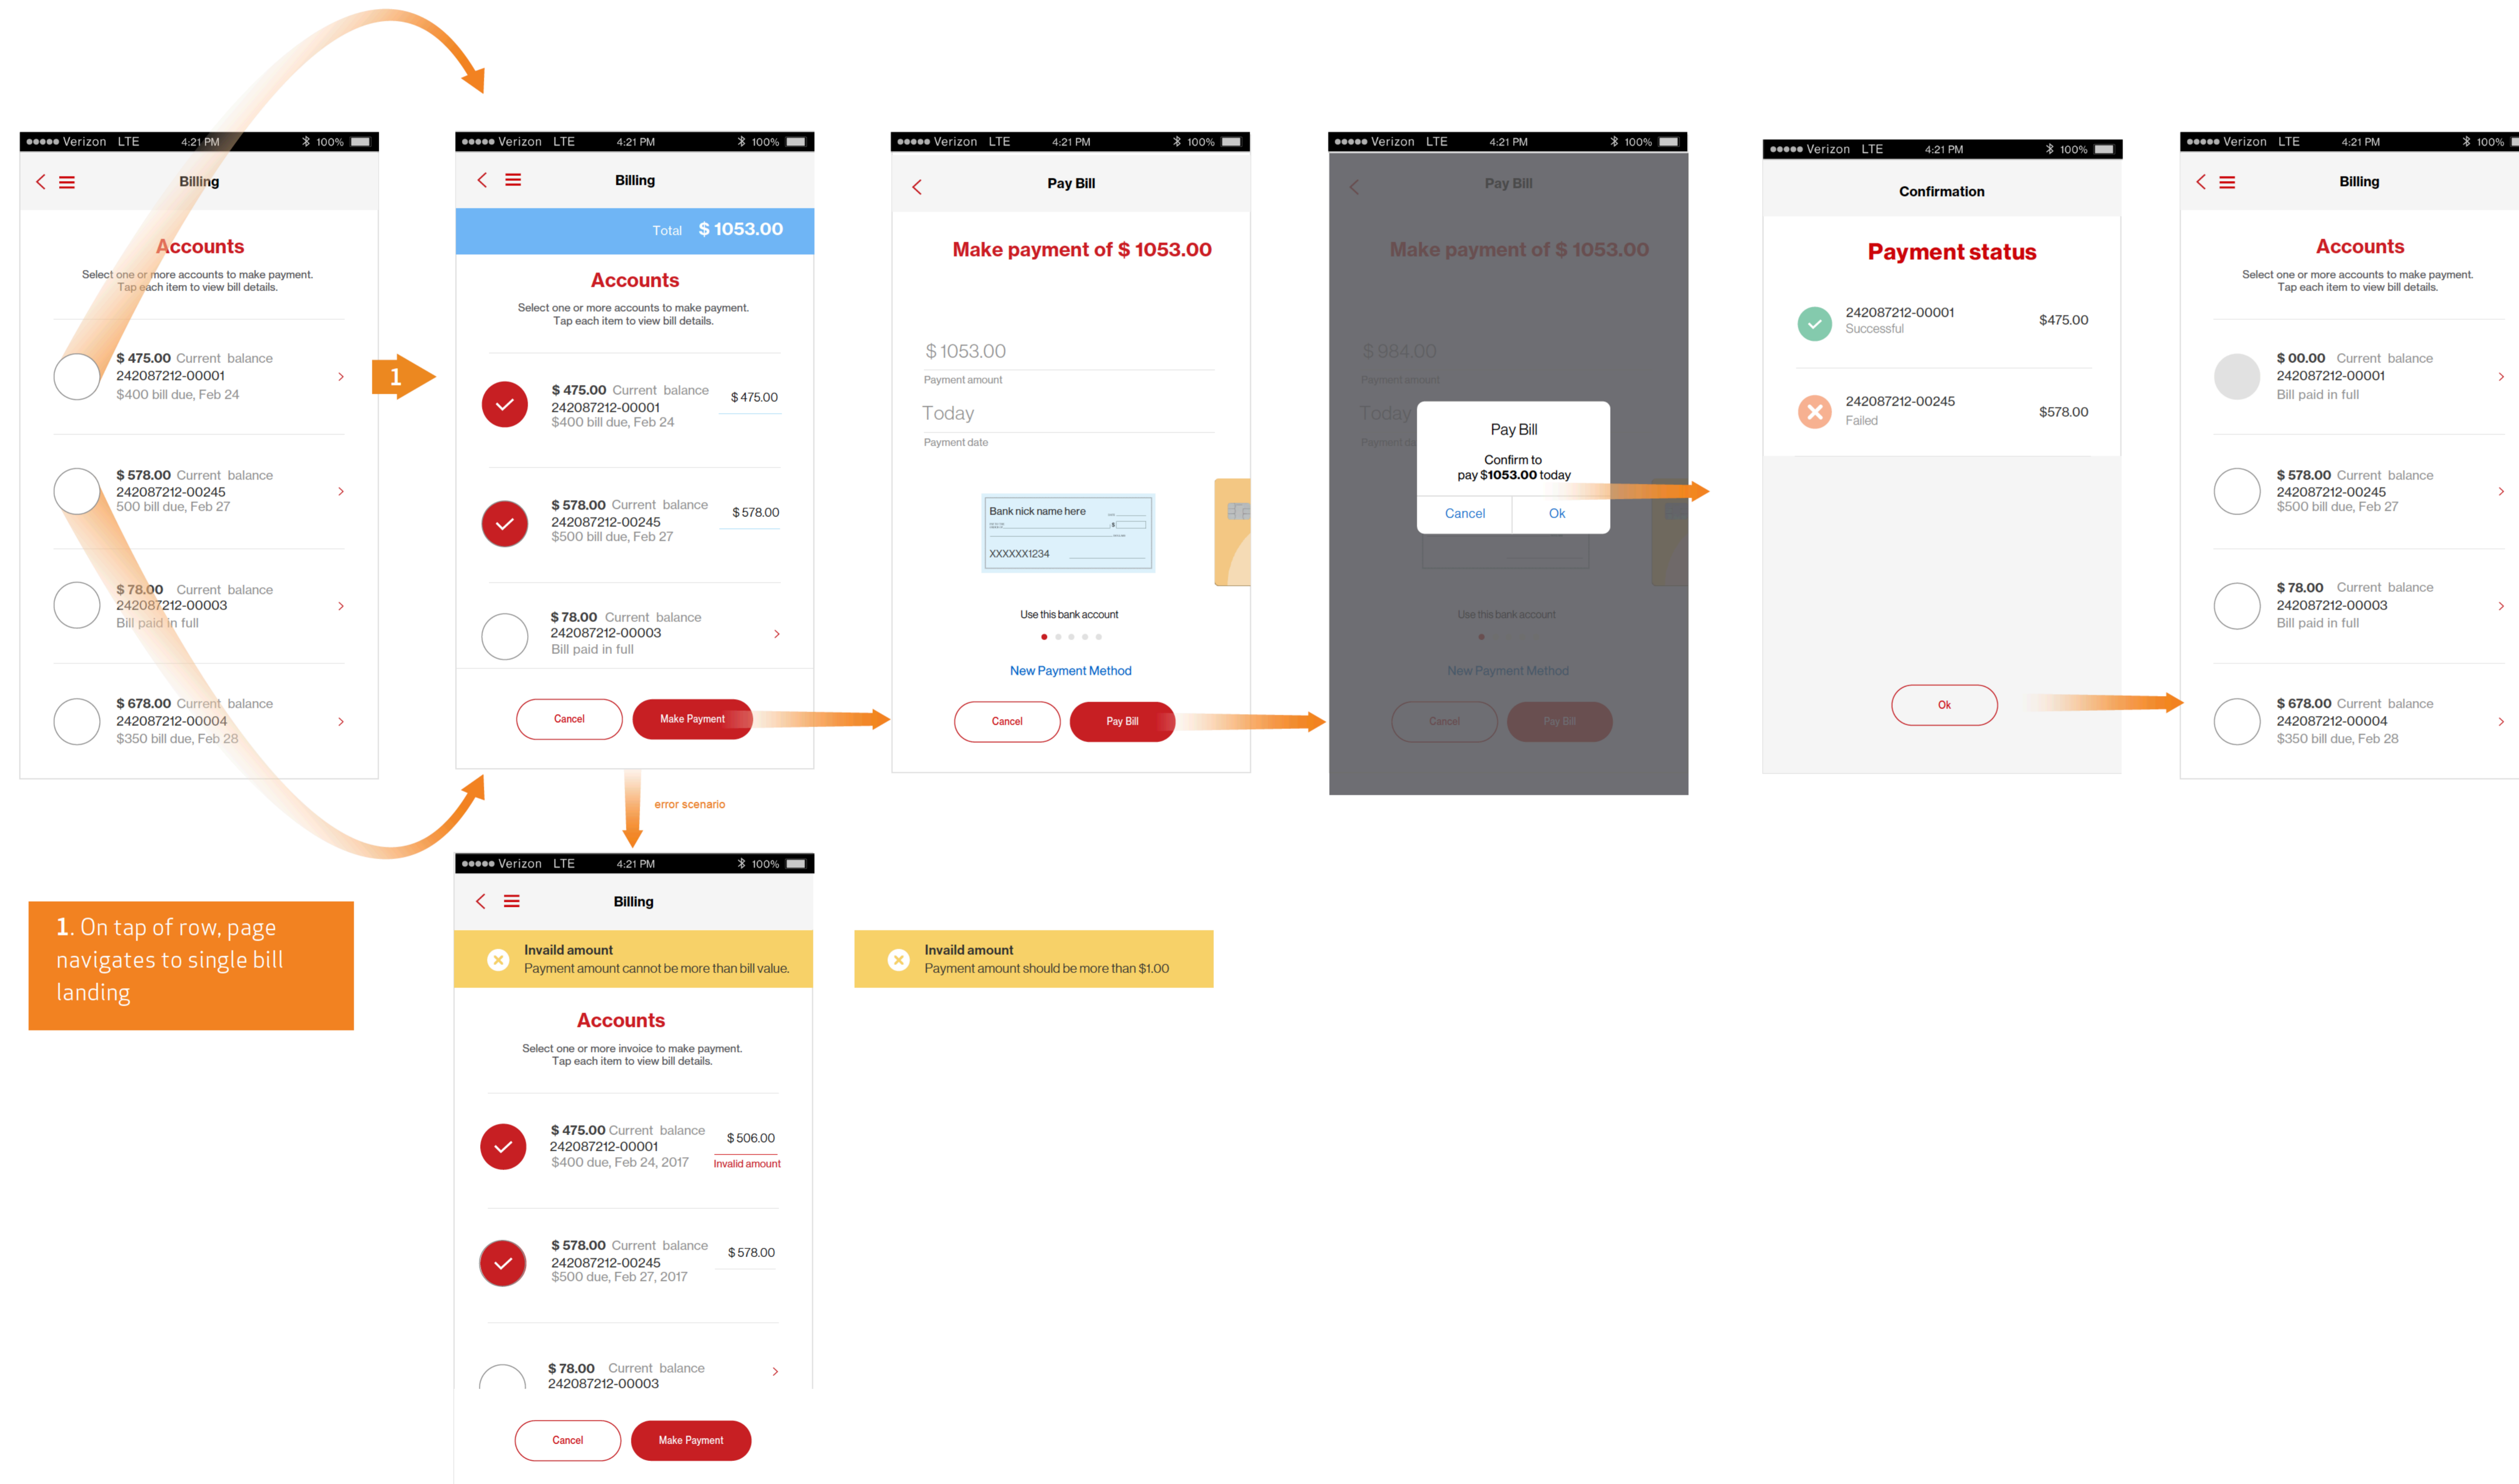 Verizon LTE 4:21 PM 100%
Billing
Accounts
Select one or more accounts to make payment.
Tap each item to view bill details.
$ 475.00 Current balance
242087212-00001
$400 bill due, Feb 24
$ 578.00 Current balance
242087212-00245
500 bill due, Feb 27
$ 78.00 Current balance
242087212-00003
Bill paid in full
$ 678.00 Current balance
242087212-00004
$350 bill due, Feb 28
1
Verizon LTE 4:21 PM 100%
Billing
Total $ 1053.00
Accounts
Select one or more accounts to make payment.
Tap each item to view bill details.
$ 475.00 Current balance
242087212-00001
$400 bill due, Feb 24
$ 475.00
$ 578.00 Current balance
242087212-00245
$500 bill due, Feb 27
$ 578.00
$ 78.00 Current balance
242087212-00003
Bill paid in full
Cancel
Make Payment
Verizon LTE 4:21 PM 100%
Pay Bill
Make payment of $ 1053.00
$ 1053.00
Payment amount
Today
Payment date
Bank nick name here
$
XXXXXX1234
Use this bank account
New Payment Method
Cancel
Pay Bill
Verizon LTE 4:21 PM 100%
Pay Bill
Make payment of $ 1053.00
$ 984.00
Payment amount
Today
Payment da
Pay Bill
Confirm to
pay $1053.00 today
Cancel
Ok
Use this bank account
New Payment Method
Cancel
Pay Bill
Verizon LTE 4:21 PM 100%
Confirmation
Payment status
242087212-00001
Successful
$475.00
242087212-00245
Failed
$578.00
Ok
Verizon LTE 4:21 PM 100%
Billing
Accounts
Select one or more accounts to make payment.
Tap each item to view bill details.
$ 00.00 Current balance
242087212-00001
Bill paid in full
$ 578.00 Current balance
242087212-00245
$500 bill due, Feb 27
$ 78.00 Current balance
242087212-00003
Bill paid in full
$ 678.00 Current balance
242087212-00004
$350 bill due, Feb 28
error scenario
1. On tap of row, page
navigates to single bill
landing
Verizon LTE 4:21 PM 100%
Billing
Invaild amount
Payment amount cannot be more than bill value.
Accounts
Select one or more invoice to make payment.
Tap each item to view bill details.
$ 475.00 Current balance
242087212-00001
$400 due, Feb 24, 2017
$ 506.00
Invalid amount
$ 578.00 Current balance
242087212-00245
$500 due, Feb 27, 2017
$ 578.00
$ 78.00 Current balance
242087212-00003
Cancel
Make Payment
Invaild amount
Payment amount should be more than $1.00